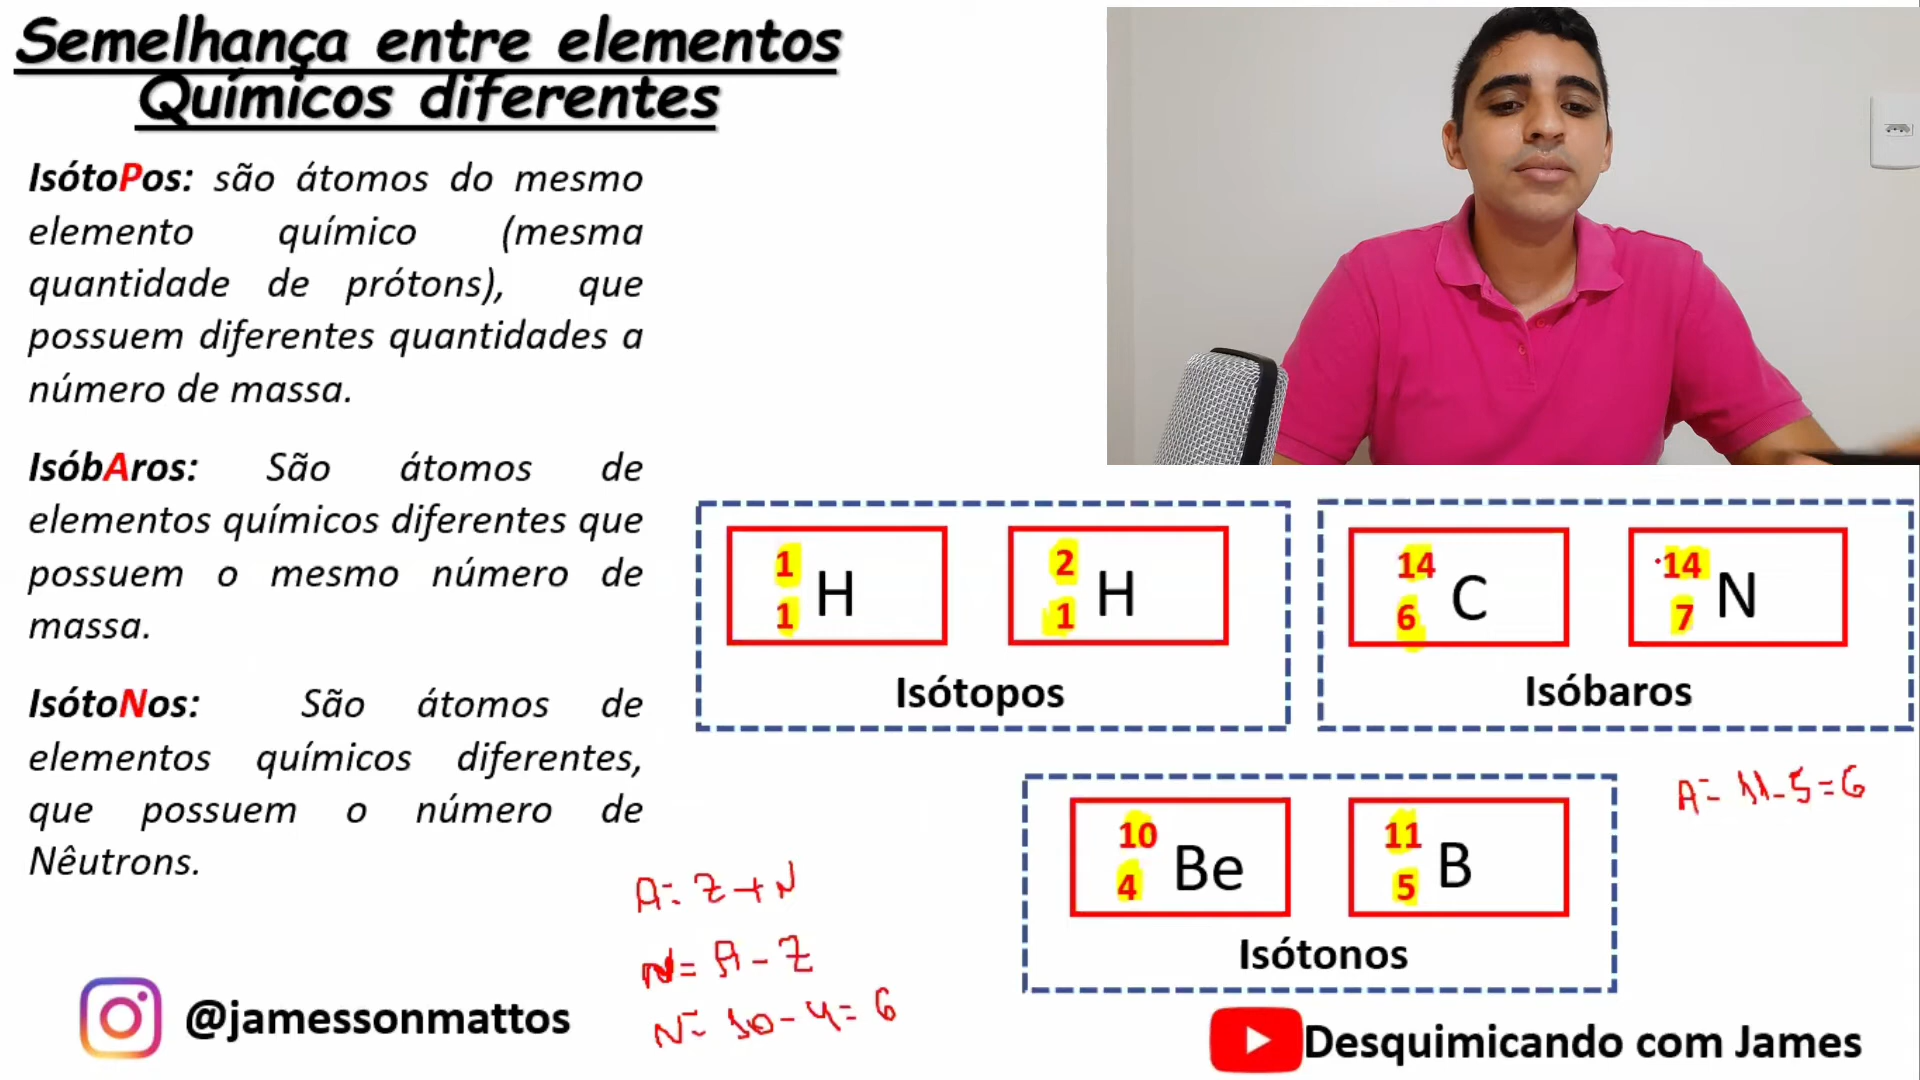 Semelhança entre elementos
Químicos diferentes
IsótoPos: são átomos do mesmo
elemento químico (mesma
quantidade de prótons), que
possuem diferentes quantidades a
número de massa.
IsóbAros: São átomos de
elementos químicos diferentes que
possuem o mesmo número de
massa.
IsótoNos: São átomos de
elementos químicos diferentes,
que possuem o número de
Nêutrons.
1
1 H
2
1 H
Isótopos
14
6 C
14
7 N
Isóbaros
10
4 Be
11
5 B
Isótonos
A= 11-5=6
A= Z+N
N= A-Z
N= 10-4=6
@jamessonmattos
Desquimicando com James